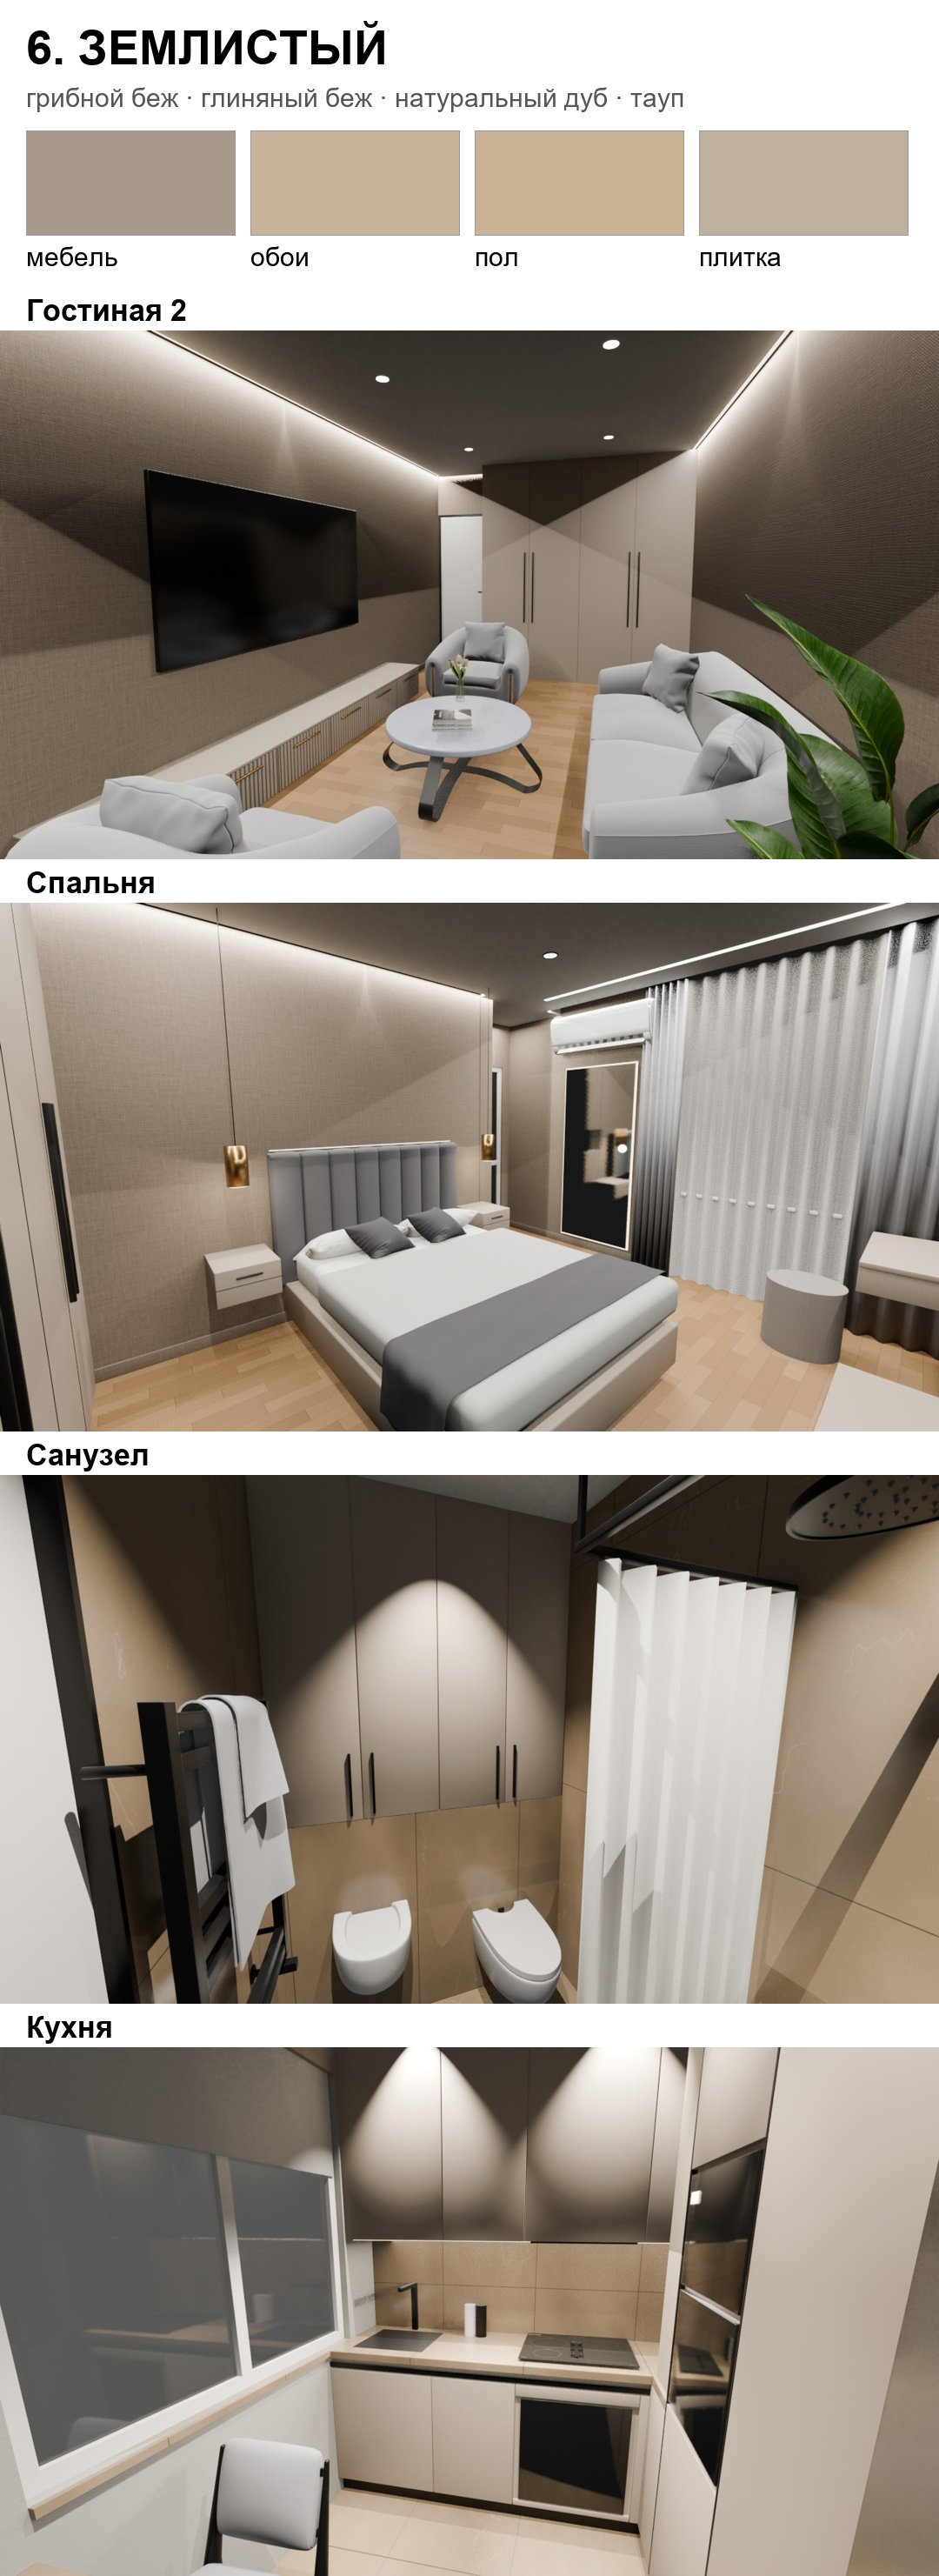 6. ЗЕМЛИСТЫЙ
грибной беж · глиняный беж · натуральный дуб · тауп
мебель обои пол плитка
Гостиная 2
Спальня
Санузел
Кухня